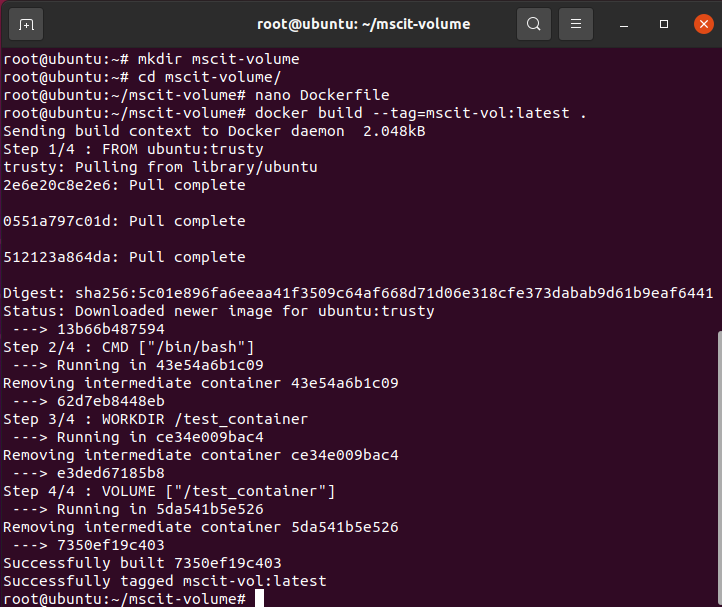 root@ubuntu: ~/mscit-volume
root@ubuntu:~# mkdir mscit-volume
root@ubuntu:~# cd mscit-volume/
root@ubuntu:~/mscit-volume# nano Dockerfile
root@ubuntu:~/mscit-volume# docker build --tag=mscit-vol:latest .
Sending build context to Docker daemon  2.048kB
Step 1/4 : FROM ubuntu:trusty
trusty: Pulling from library/ubuntu
2e6e20c8e2e6: Pull complete
0551a797c01d: Pull complete
512123a864da: Pull complete
Digest: sha256:5c01e896fa6eeaa41f3509c64af668d71d06e318cfe373dabab9d61b9eaf6441
Status: Downloaded newer image for ubuntu:trusty
 ---> 13b66b487594
Step 2/4 : CMD ["/bin/bash"]
 ---> Running in 43e54a6b1c09
Removing intermediate container 43e54a6b1c09
 ---> 62d7eb8448eb
Step 3/4 : WORKDIR /test_container
 ---> Running in ce34e009bac4
Removing intermediate container ce34e009bac4
 ---> e3ded67185b8
Step 4/4 : VOLUME ["/test_container"]
 ---> Running in 5da541b5e526
Removing intermediate container 5da541b5e526
 ---> 7350ef19c403
Successfully built 7350ef19c403
Successfully tagged mscit-vol:latest
root@ubuntu:~/mscit-volume#